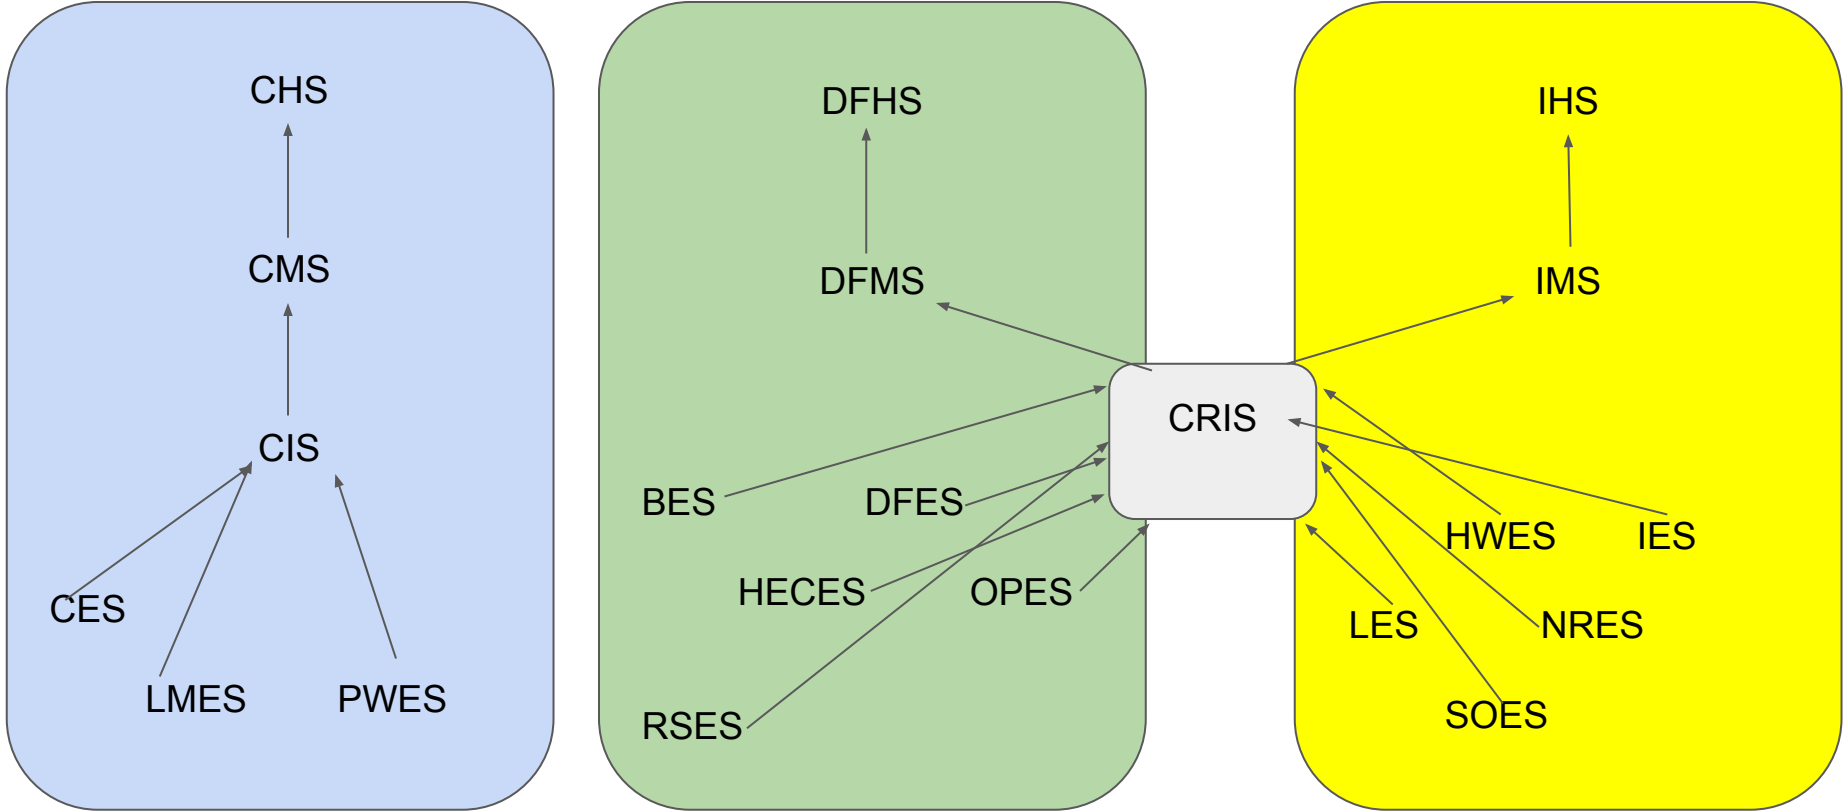 CHS
CMS
CIS
CES
LMES
PWES
DFHS
DFMS
BES
DFES
HECES
OPES
RSES
CRIS
IHS
IMS
HWES
IES
LES
NRES
SOES